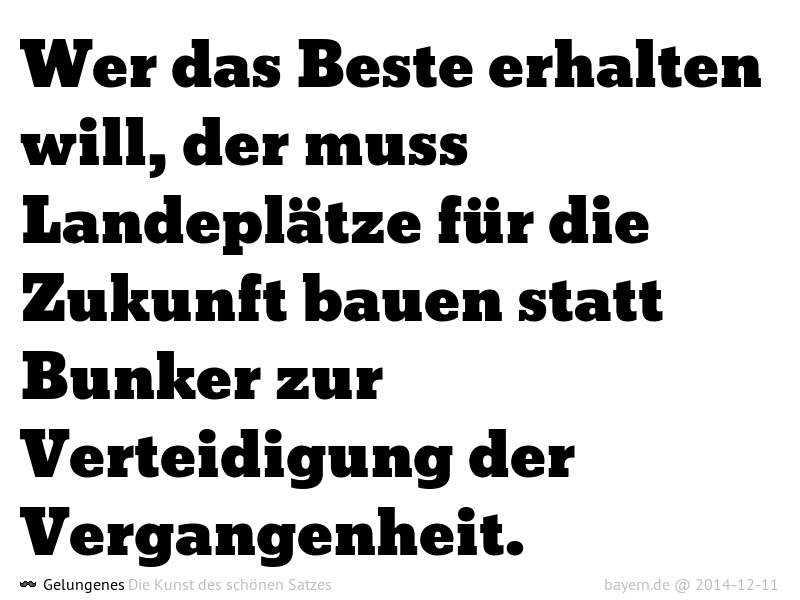 Wer das Beste erhalten
will, der muss
Landeplätze für die
Zukunft bauen statt
Bunker zur
Verteidigung der
Vergangenheit.
Gelungenes Die Kunst des schönen Satzes bayern.de @ 2014-12-11